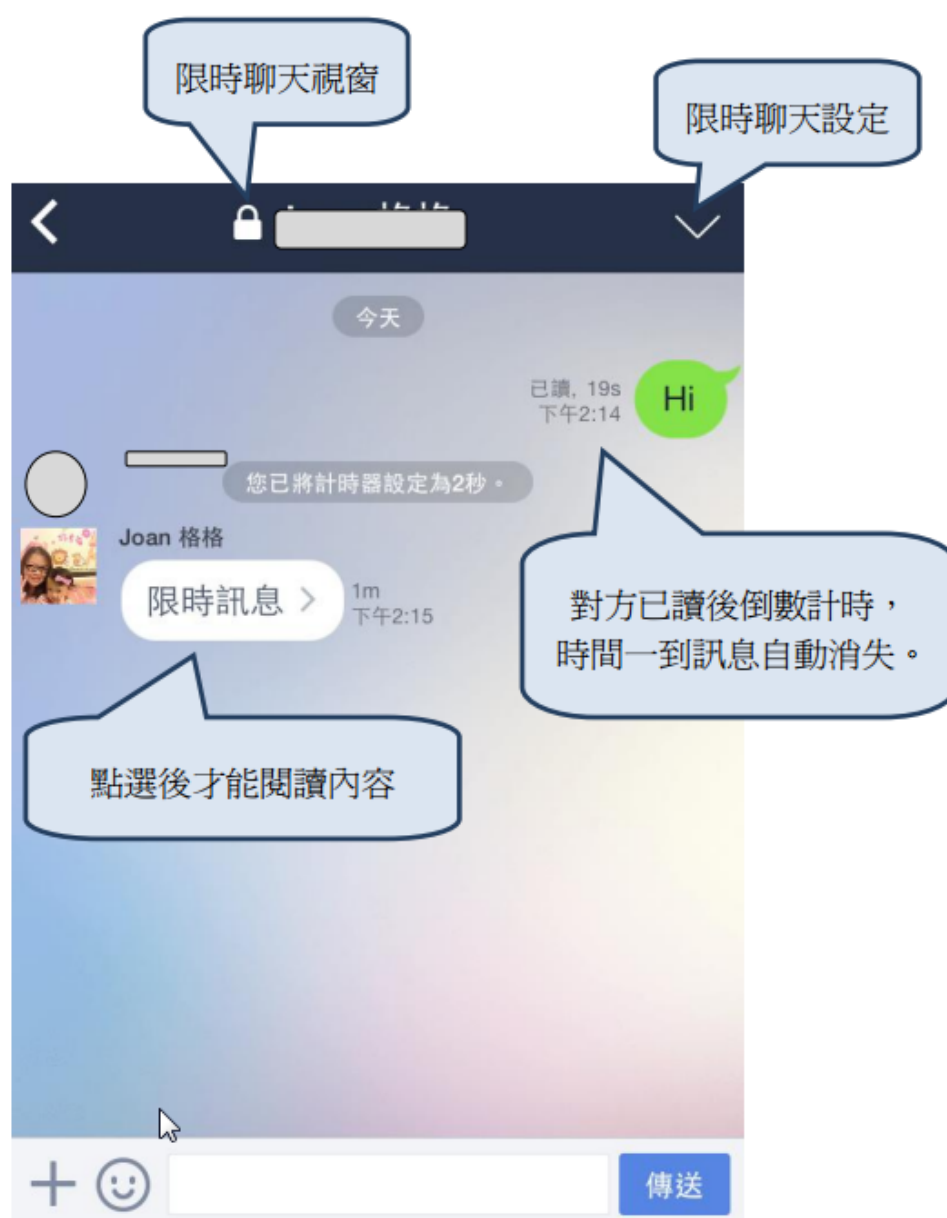 限時聊天視窗
限時聊天設定
今天
已讀, 19s
下午2:14
Hi
您已將計時器設定為2秒。
Joan 格格
限時訊息 >
1m
下午2:15
對方已讀後倒數計時,
時間一到訊息自動消失。
點選後才能閱讀內容
傳送